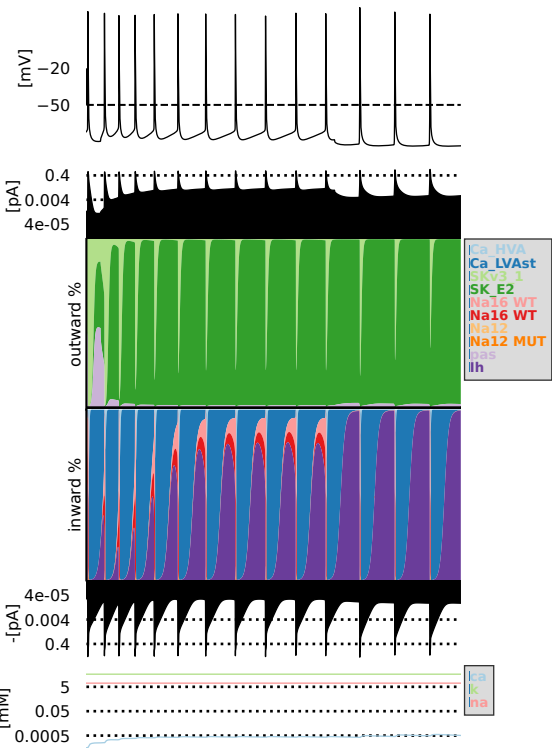 [mV]
−20
−50
[pA]
0.4
0.004
4e-05
outward %
Ca_HVA
Ca_LVAst
SKv3_1
SK_E2
Na16 WT
Na16 WT
Na12
Na12 MUT
pas
Ih
inward %
-[pA]
4e-05
0.004
0.4
[mM]
5
0.05
0.0005
ca
k
na